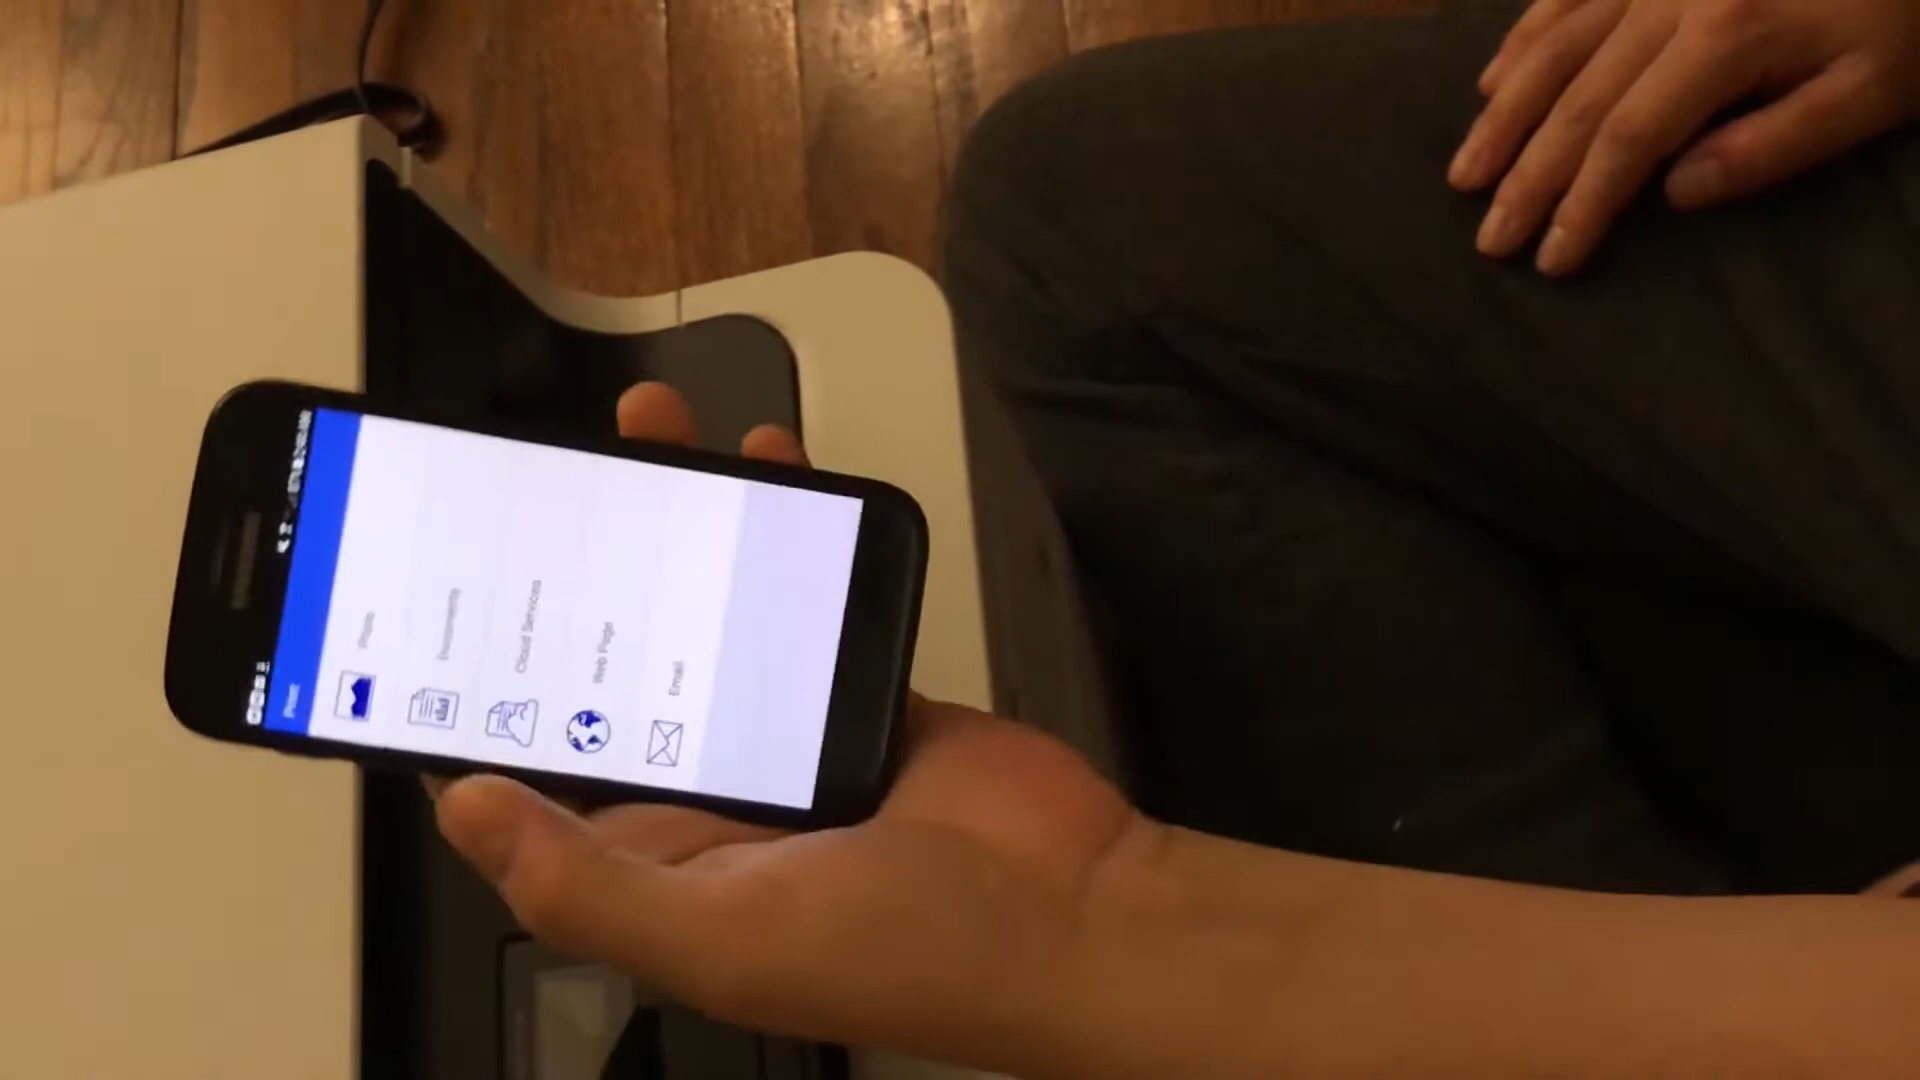 Print
Photo
Documents
Cloud Services
Web Page
Email